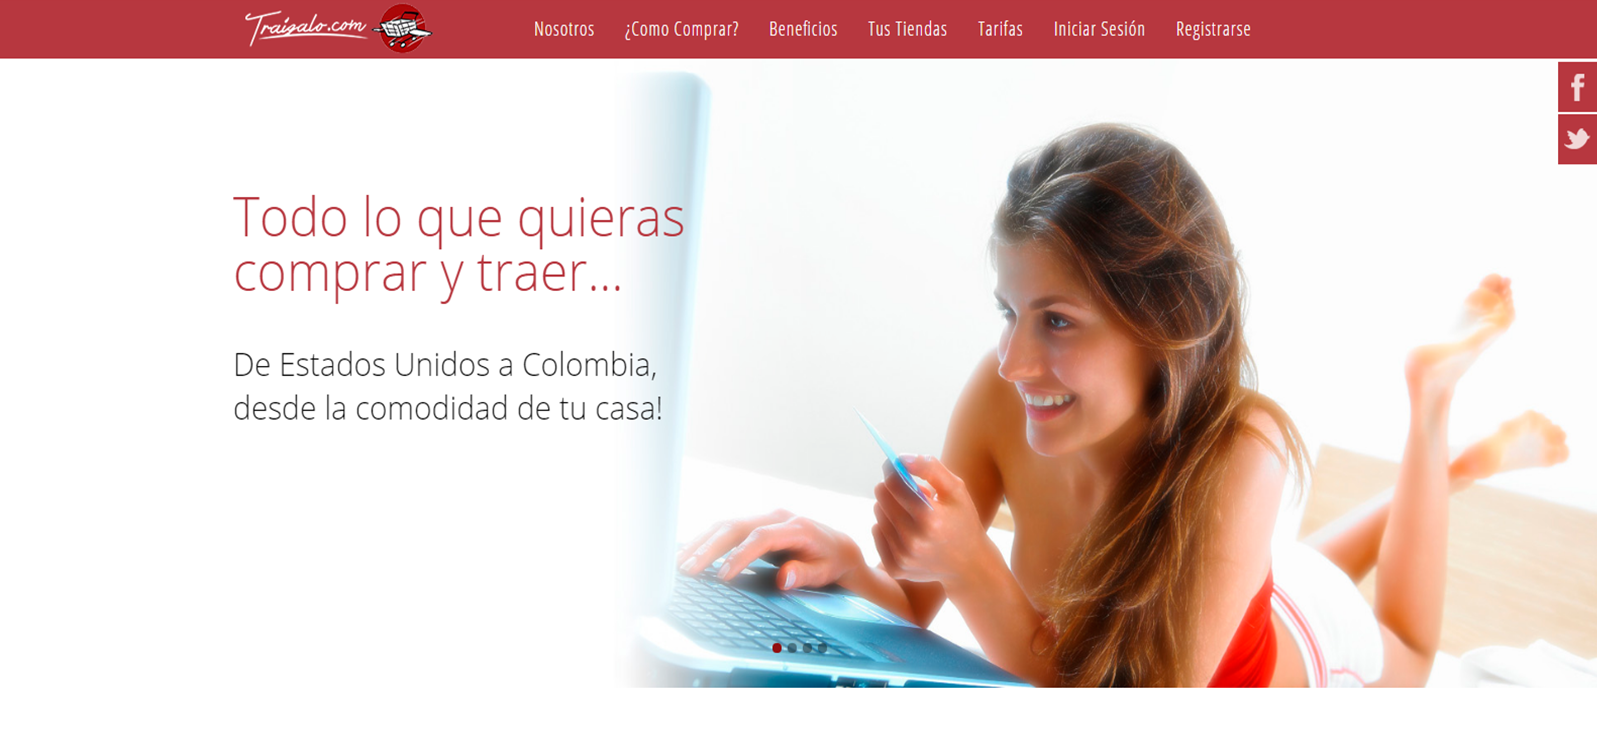 Traigalo.com
Nosotros
¿Como Comprar?
Beneficios
Tus Tiendas
Tarifas
Iniciar Sesión
Registrarse
f
Todo lo que quieras
comprar y traer...
De Estados Unidos a Colombia,
desde la comodidad de tu casa!